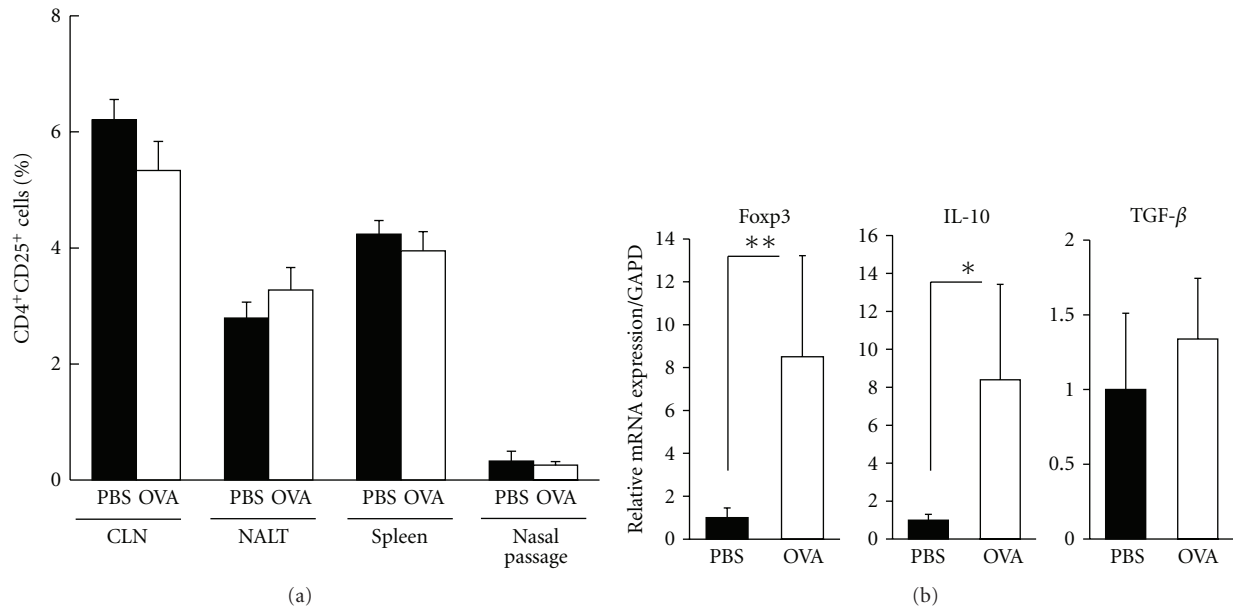 8
6
4
2
0
CD4⁺CD25⁺ cells (%)
PBS OVA PBS OVA PBS OVA PBS OVA
CLN NALT Spleen Nasal
passage
(a)
Relative mRNA expression/GAPD
Foxp3
14
12
10
8
6
4
2
0
**
PBS OVA
IL-10
16
14
12
10
8
6
4
2
0
*
PBS OVA
TGF-β
2
1.5
1
0.5
0
PBS OVA
(b)